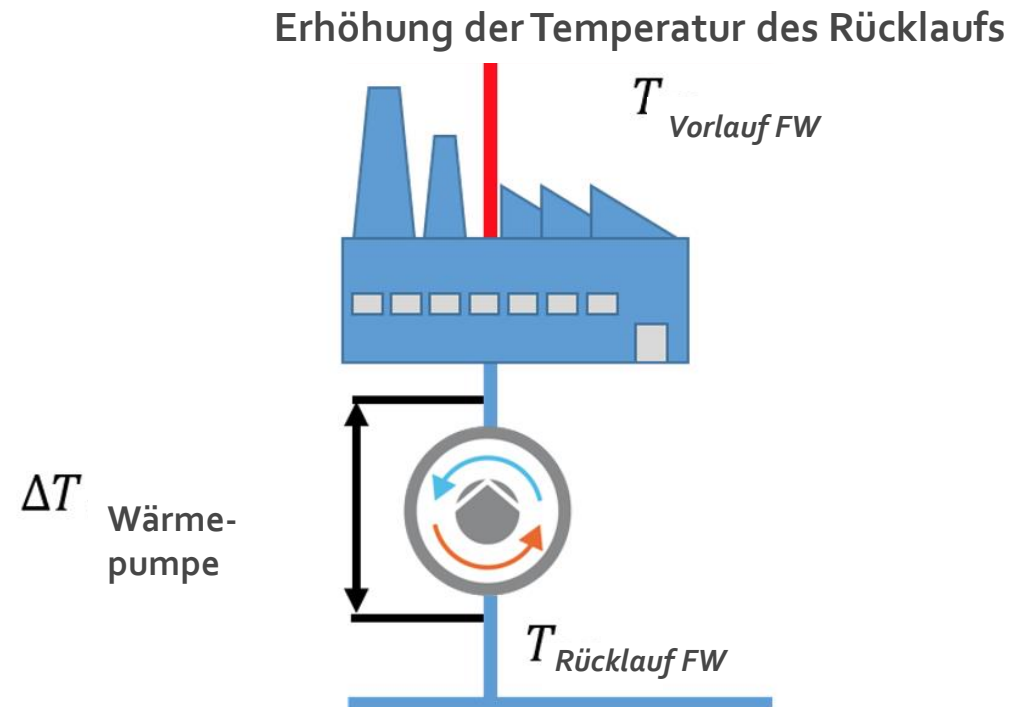 Erhöhung der Temperatur des Rücklaufs
T Vorlauf FW
ΔT Wärme-
pumpe
T Rücklauf FW